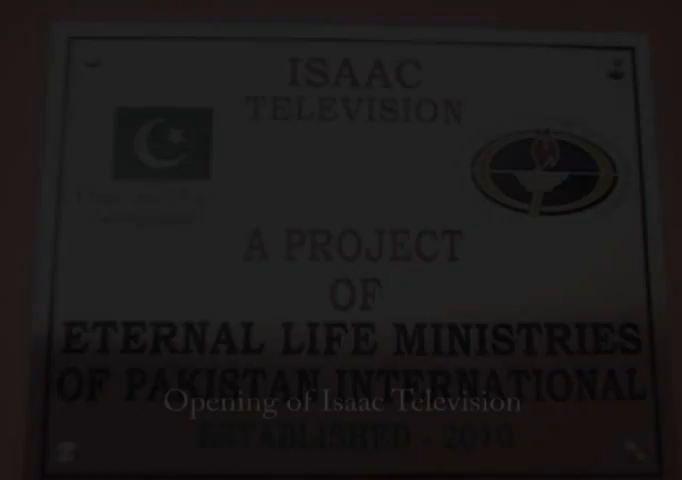 ISAAC
TELEVISION
A PROJECT
OF
ETERNAL LIFE MINISTRIES
OF PAKISTAN INTERNATIONAL
Opening of Isaac Television
ESTABLISHED - 2010